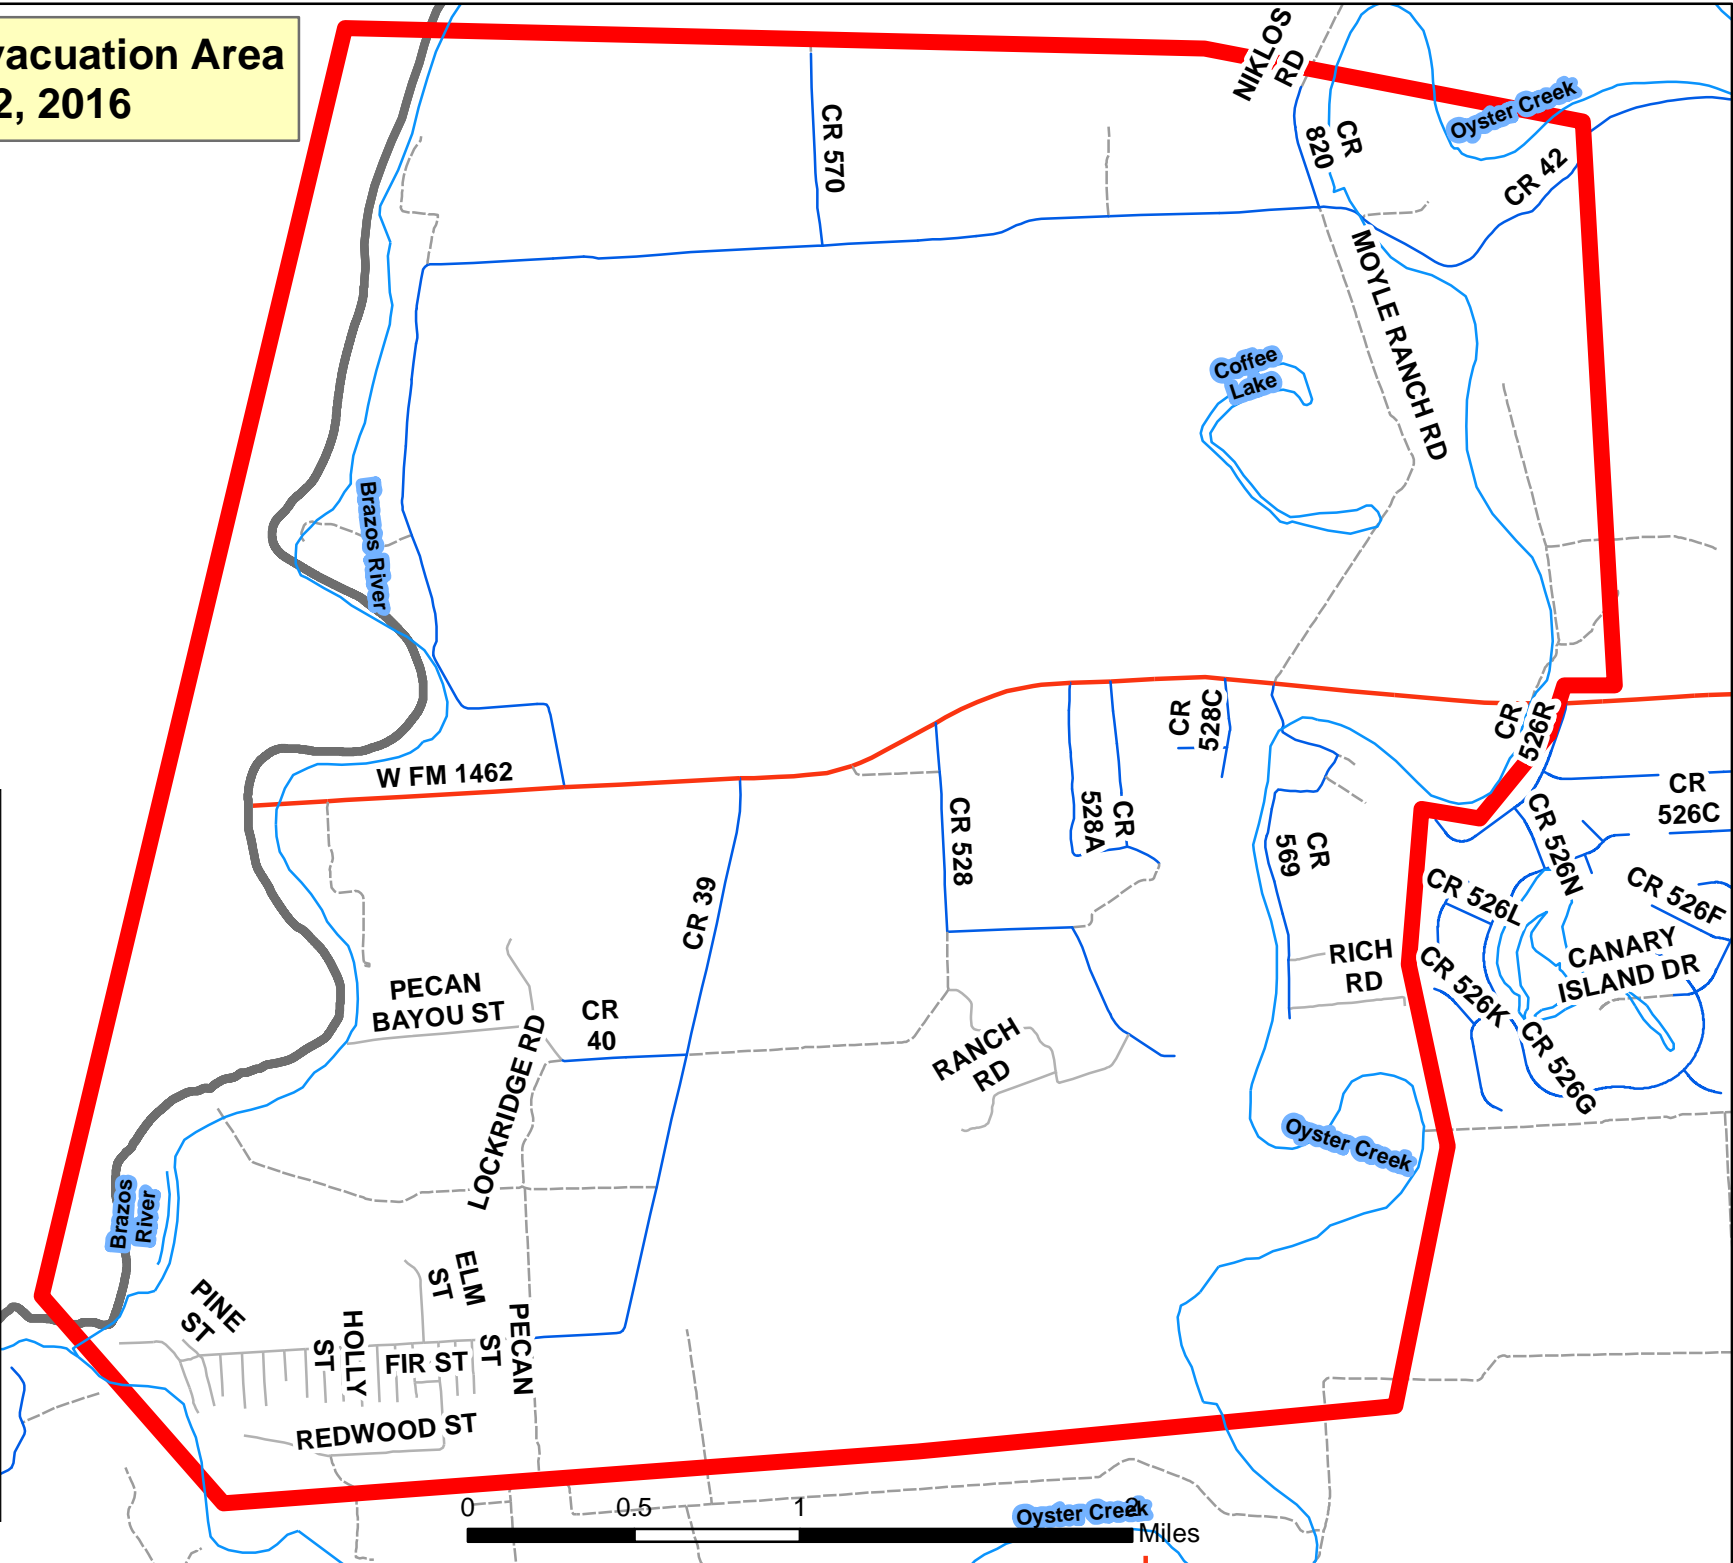 vacuation Area
2, 2016
NIKLOS
RD
Oyster Creek
CR 570
CR
820
CR 42
MOYLE RANCH RD
Coffee
Lake
Brazos River
CR
528C
CR
526R
W FM 1462
CR
526C
CR 528
CR
528A
CR
569
CR 526N
CR 526L
CR 526F
CR 39
CANARY
ISLAND DR
RICH
RD
CR 526K
PECAN
BAYOU ST
CR
40
LOCKRIDGE RD
RANCH
RD
CR 526G
Oyster Creek
Brazos
River
PINE
ST
ELM
ST
HOLLY
ST
FIR ST
PECAN
ST
REDWOOD ST
0 0.5 1 2
Oyster Creek
Miles